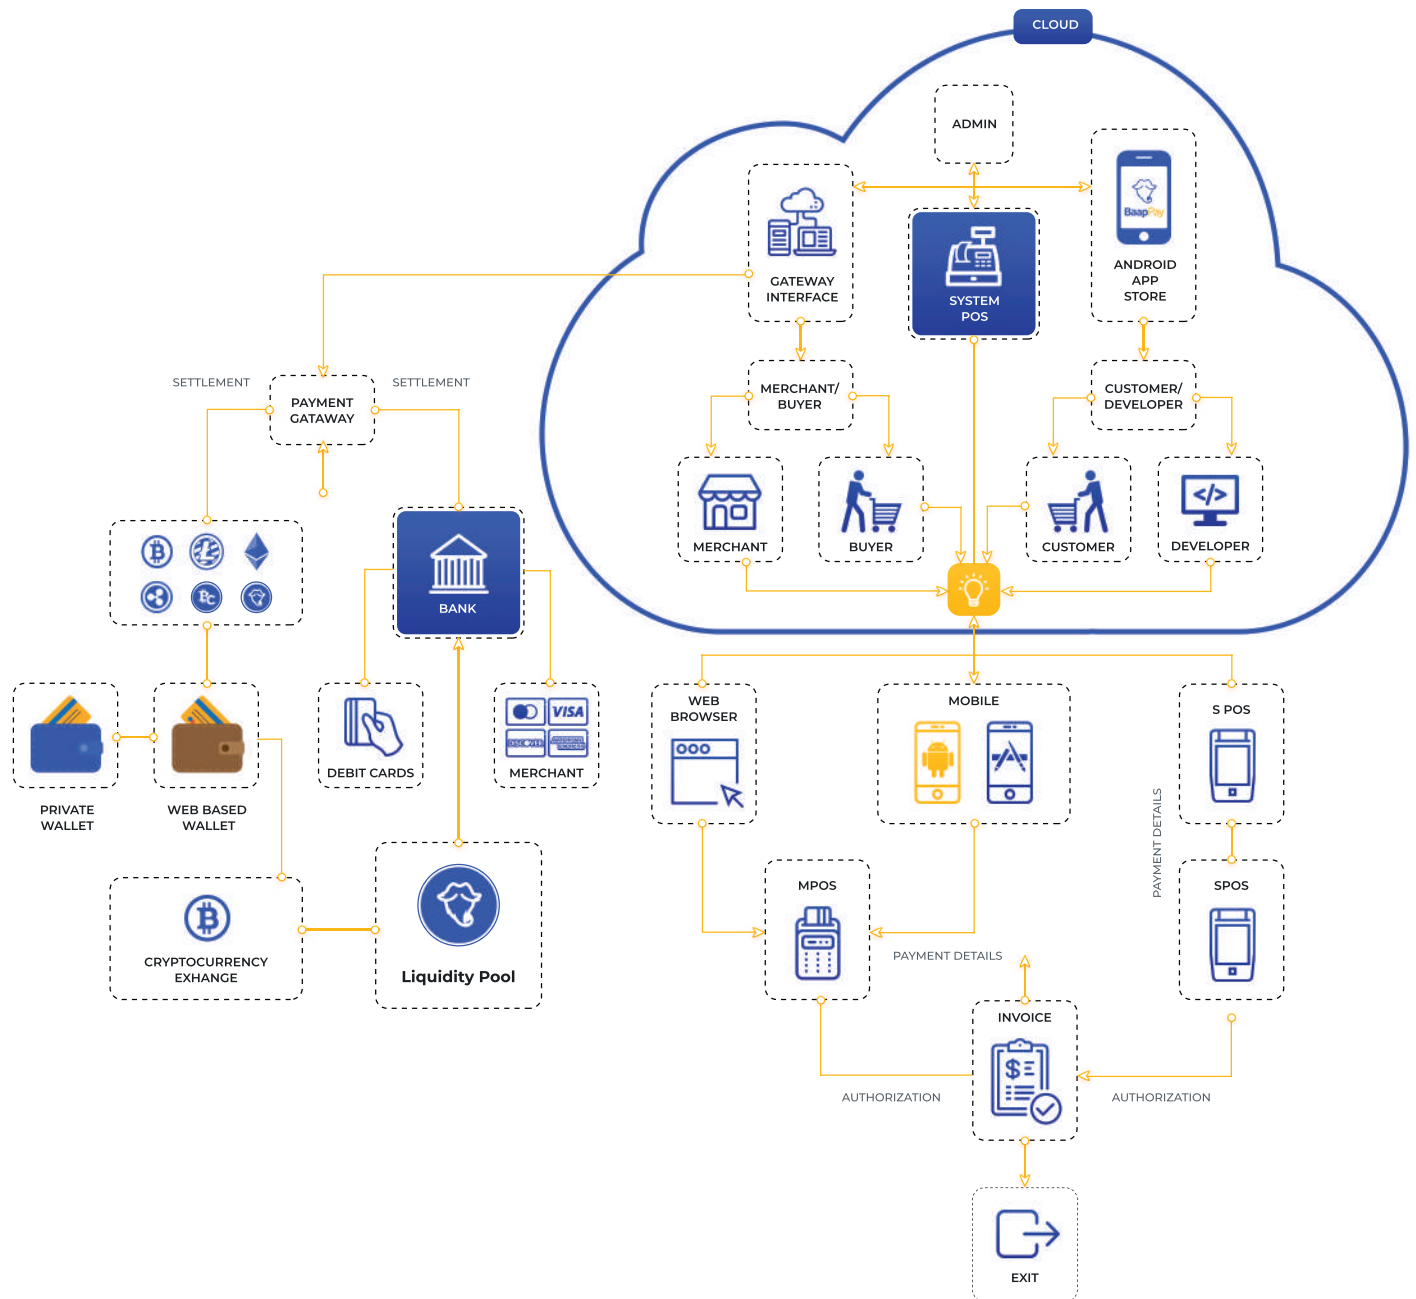 CLOUD
ADMIN
BaapPay
GATEWAY
INTERFACE
SYSTEM
POS
ANDROID
APP
STORE
MERCHANT/
BUYER
CUSTOMER/
DEVELOPER
MERCHANT
BUYER
CUSTOMER
DEVELOPER
SETTLEMENT
SETTLEMENT
PAYMENT
GATAWAY
BANK
DEBIT CARDS
VISA
MERCHANT
PRIVATE
WALLET
WEB BASED
WALLET
CRYPTOCURRENCY
EXHANGE
Liquidity Pool
WEB
BROWSER
MOBILE
S POS
PAYMENT DETAILS
MPOS
SPOS
PAYMENT DETAILS
INVOICE
$
AUTHORIZATION
AUTHORIZATION
EXIT